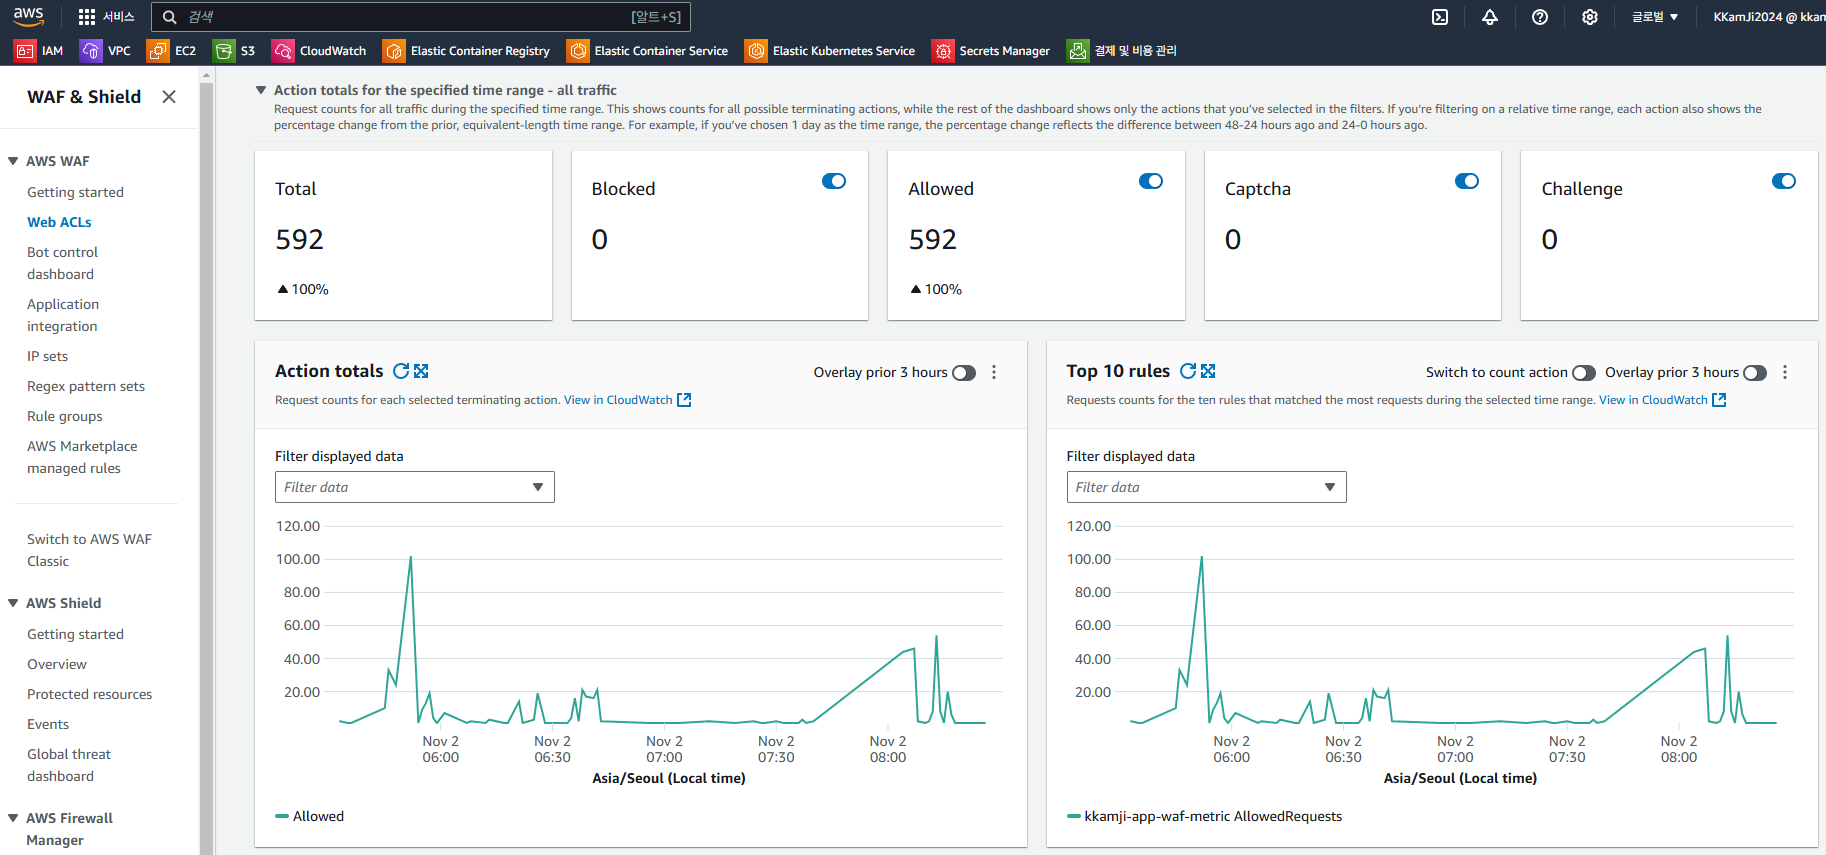 aws
서비스
검색
[알트+S]
글로벌
KKamJi2024 @ kkam
IAM
VPC
EC2
S3
CloudWatch
Elastic Container Registry
Elastic Container Service
Elastic Kubernetes Service
Secrets Manager
결제 및 비용 관리
WAF & Shield
AWS WAF
Getting started
Web ACLs
Bot control
dashboard
Application
integration
IP sets
Regex pattern sets
Rule groups
AWS Marketplace
managed rules
Switch to AWS WAF
Classic
AWS Shield
Getting started
Overview
Protected resources
Events
Global threat
dashboard
AWS Firewall
Manager
Action totals for the specified time range - all traffic
Request counts for all traffic during the specified time range. This shows counts for all possible terminating actions, while the rest of the dashboard shows only the actions that you've selected in the filters. If you're filtering on a relative time range, each action also shows the
percentage change from the prior, equivalent-length time range. For example, if you've chosen 1 day as the time range, the percentage change reflects the difference between 48-24 hours ago and 24-0 hours ago.
Total
592
100%
Blocked
0
Allowed
592
100%
Captcha
0
Challenge
0
Action totals
Overlay prior 3 hours
Request counts for each selected terminating action. View in CloudWatch
Filter displayed data
Filter data
120.00
100.00
80.00
60.00
40.00
20.00
Nov 2 Nov 2 Nov 2 Nov 2 Nov 2
06:00 06:30 07:00 07:30 08:00
Asia/Seoul (Local time)
Allowed
Top 10 rules
Switch to count action
Overlay prior 3 hours
Requests counts for the ten rules that matched the most requests during the selected time range. View in CloudWatch
Filter displayed data
Filter data
120.00
100.00
80.00
60.00
40.00
20.00
Nov 2 Nov 2 Nov 2 Nov 2 Nov 2
06:00 06:30 07:00 07:30 08:00
Asia/Seoul (Local time)
kkamji-app-waf-metric AllowedRequests